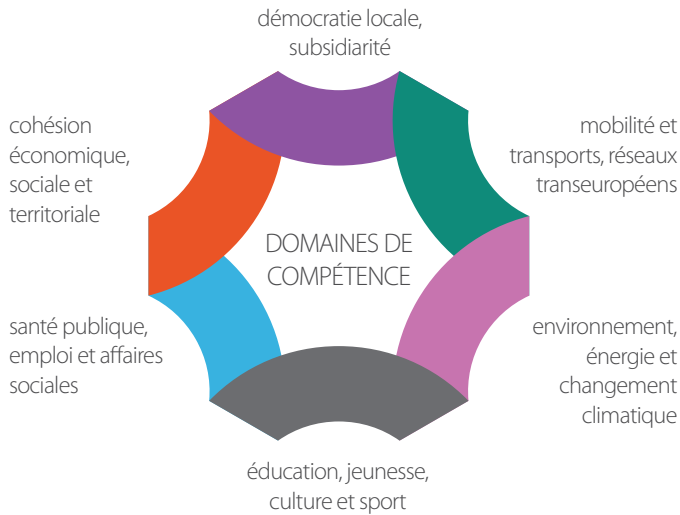 démocratie locale,
subsidiarité
cohésion
économique,
sociale et
territoriale
mobilité et
transports, réseaux
transeuropéens
DOMAINES DE
COMPÉTENCE
santé publique,
emploi et affaires
sociales
environnement,
énergie et
changement
climatique
éducation, jeunesse,
culture et sport